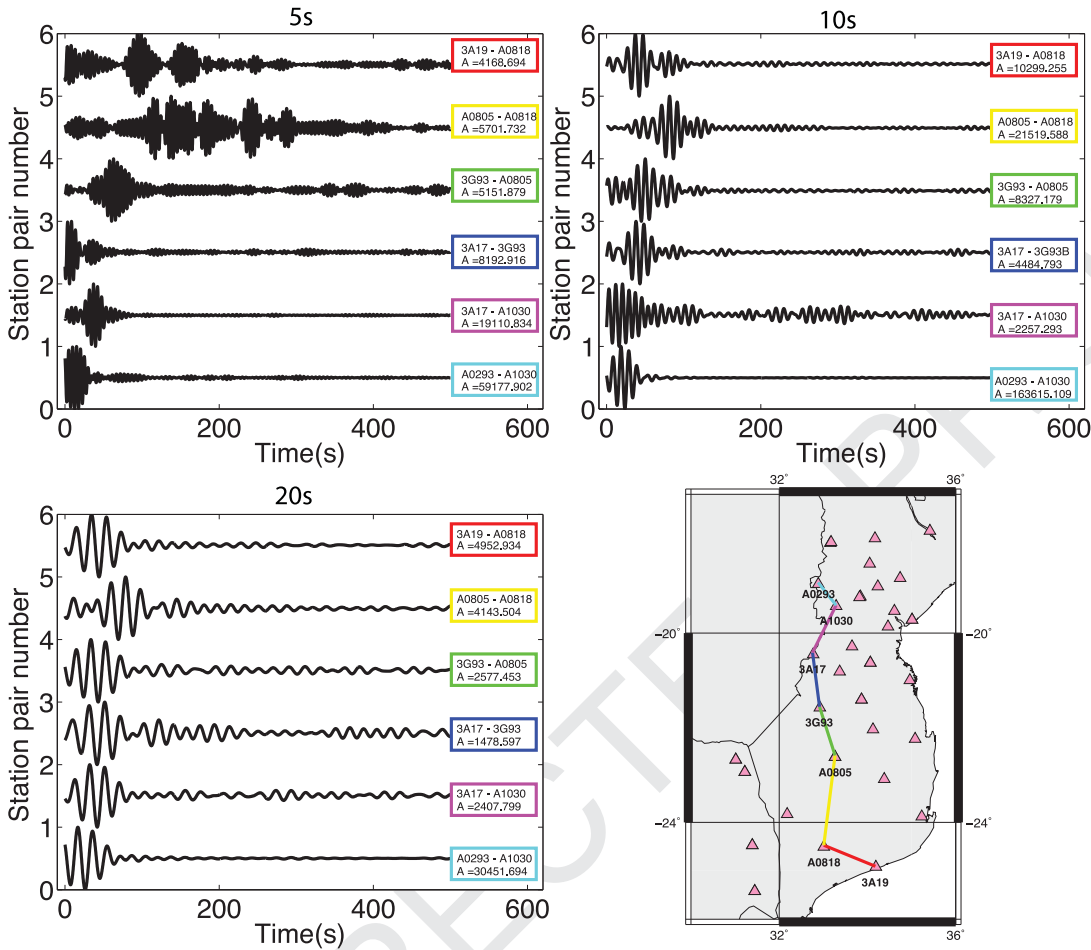 5s
Station pair number
6
5
4
3
2
1
0
3A19 - A0818
A =4168.694
A0805 - A0818
A =5701.732
3G93 - A0805
A =5151.879
3A17 - 3G93
A =8192.916
3A17 - A1030
A =19110.834
A0293 - A1030
A =59177.902
0
200
400
600
Time(s)
10s
Station pair number
6
5
4
3
2
1
0
3A19 - A0818
A =10299.255
A0805 - A0818
A =21519.588
3G93 - A0805
A =8327.179
3A17 - 3G93B
A =4484.793
3A17 - A1030
A =2257.293
A0293 - A1030
A =163615.109
0
200
400
600
Time(s)
20s
Station pair number
6
5
4
3
2
1
0
3A19 - A0818
A =4952.934
A0805 - A0818
A =4143.504
3G93 - A0805
A =2577.453
3A17 - 3G93
A =1478.597
3A17 - A1030
A =2407.799
A0293 - A1030
A =30451.694
0
200
400
600
Time(s)
32°
36°
A0293
A1030
−20°
−20°
3A17
3G93
A0805
−24°
−24°
A0818
3A19
32°
36°